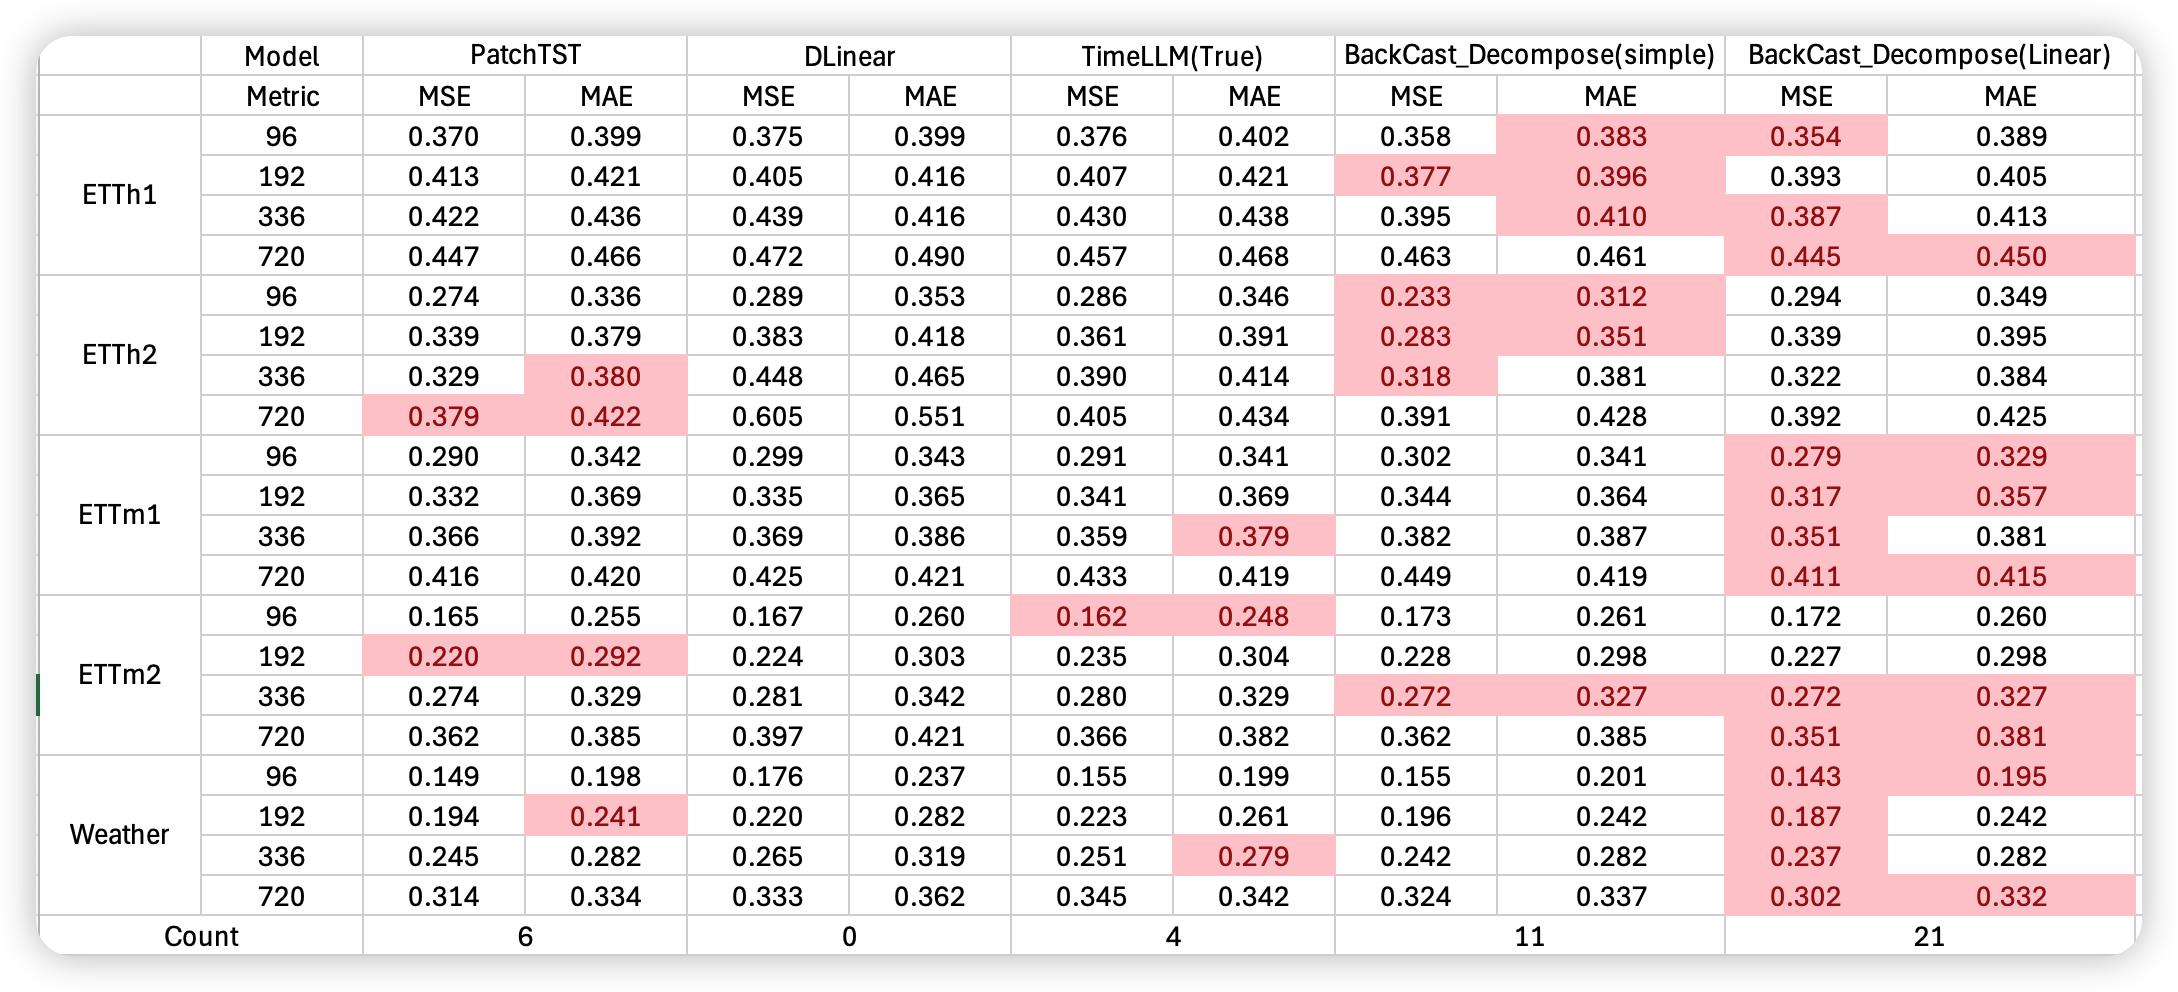 Model PatchTST DLinear TimeLLM(True) BackCast_Decompose(simple) BackCast_Decompose(Linear)
Metric MSE MAE MSE MAE MSE MAE MSE MAE MSE MAE
ETTh1
96 0.370 0.399 0.375 0.399 0.376 0.402 0.358 0.383 0.354 0.389
192 0.413 0.421 0.405 0.416 0.407 0.421 0.377 0.396 0.393 0.405
336 0.422 0.436 0.439 0.416 0.430 0.438 0.395 0.410 0.387 0.413
720 0.447 0.466 0.472 0.490 0.457 0.468 0.463 0.461 0.445 0.450
ETTh2
96 0.274 0.336 0.289 0.353 0.286 0.346 0.233 0.312 0.294 0.349
192 0.339 0.379 0.383 0.418 0.361 0.391 0.283 0.351 0.339 0.395
336 0.329 0.380 0.448 0.465 0.390 0.414 0.318 0.381 0.322 0.384
720 0.379 0.422 0.605 0.551 0.405 0.434 0.391 0.428 0.392 0.425
ETTm1
96 0.290 0.342 0.299 0.343 0.291 0.341 0.302 0.341 0.279 0.329
192 0.332 0.369 0.335 0.365 0.341 0.369 0.344 0.364 0.317 0.357
336 0.366 0.392 0.369 0.386 0.359 0.379 0.382 0.387 0.351 0.381
720 0.416 0.420 0.425 0.421 0.433 0.419 0.449 0.419 0.411 0.415
ETTm2
96 0.165 0.255 0.167 0.260 0.162 0.248 0.173 0.261 0.172 0.260
192 0.220 0.292 0.224 0.303 0.235 0.304 0.228 0.298 0.227 0.298
336 0.274 0.329 0.281 0.342 0.280 0.329 0.272 0.327 0.272 0.327
720 0.362 0.385 0.397 0.421 0.366 0.382 0.362 0.385 0.351 0.381
Weather
96 0.149 0.198 0.176 0.237 0.155 0.199 0.155 0.201 0.143 0.195
192 0.194 0.241 0.220 0.282 0.223 0.261 0.196 0.242 0.187 0.242
336 0.245 0.282 0.265 0.319 0.251 0.279 0.242 0.282 0.237 0.282
720 0.314 0.334 0.333 0.362 0.345 0.342 0.324 0.337 0.302 0.332
Count 6 0 4 11 21